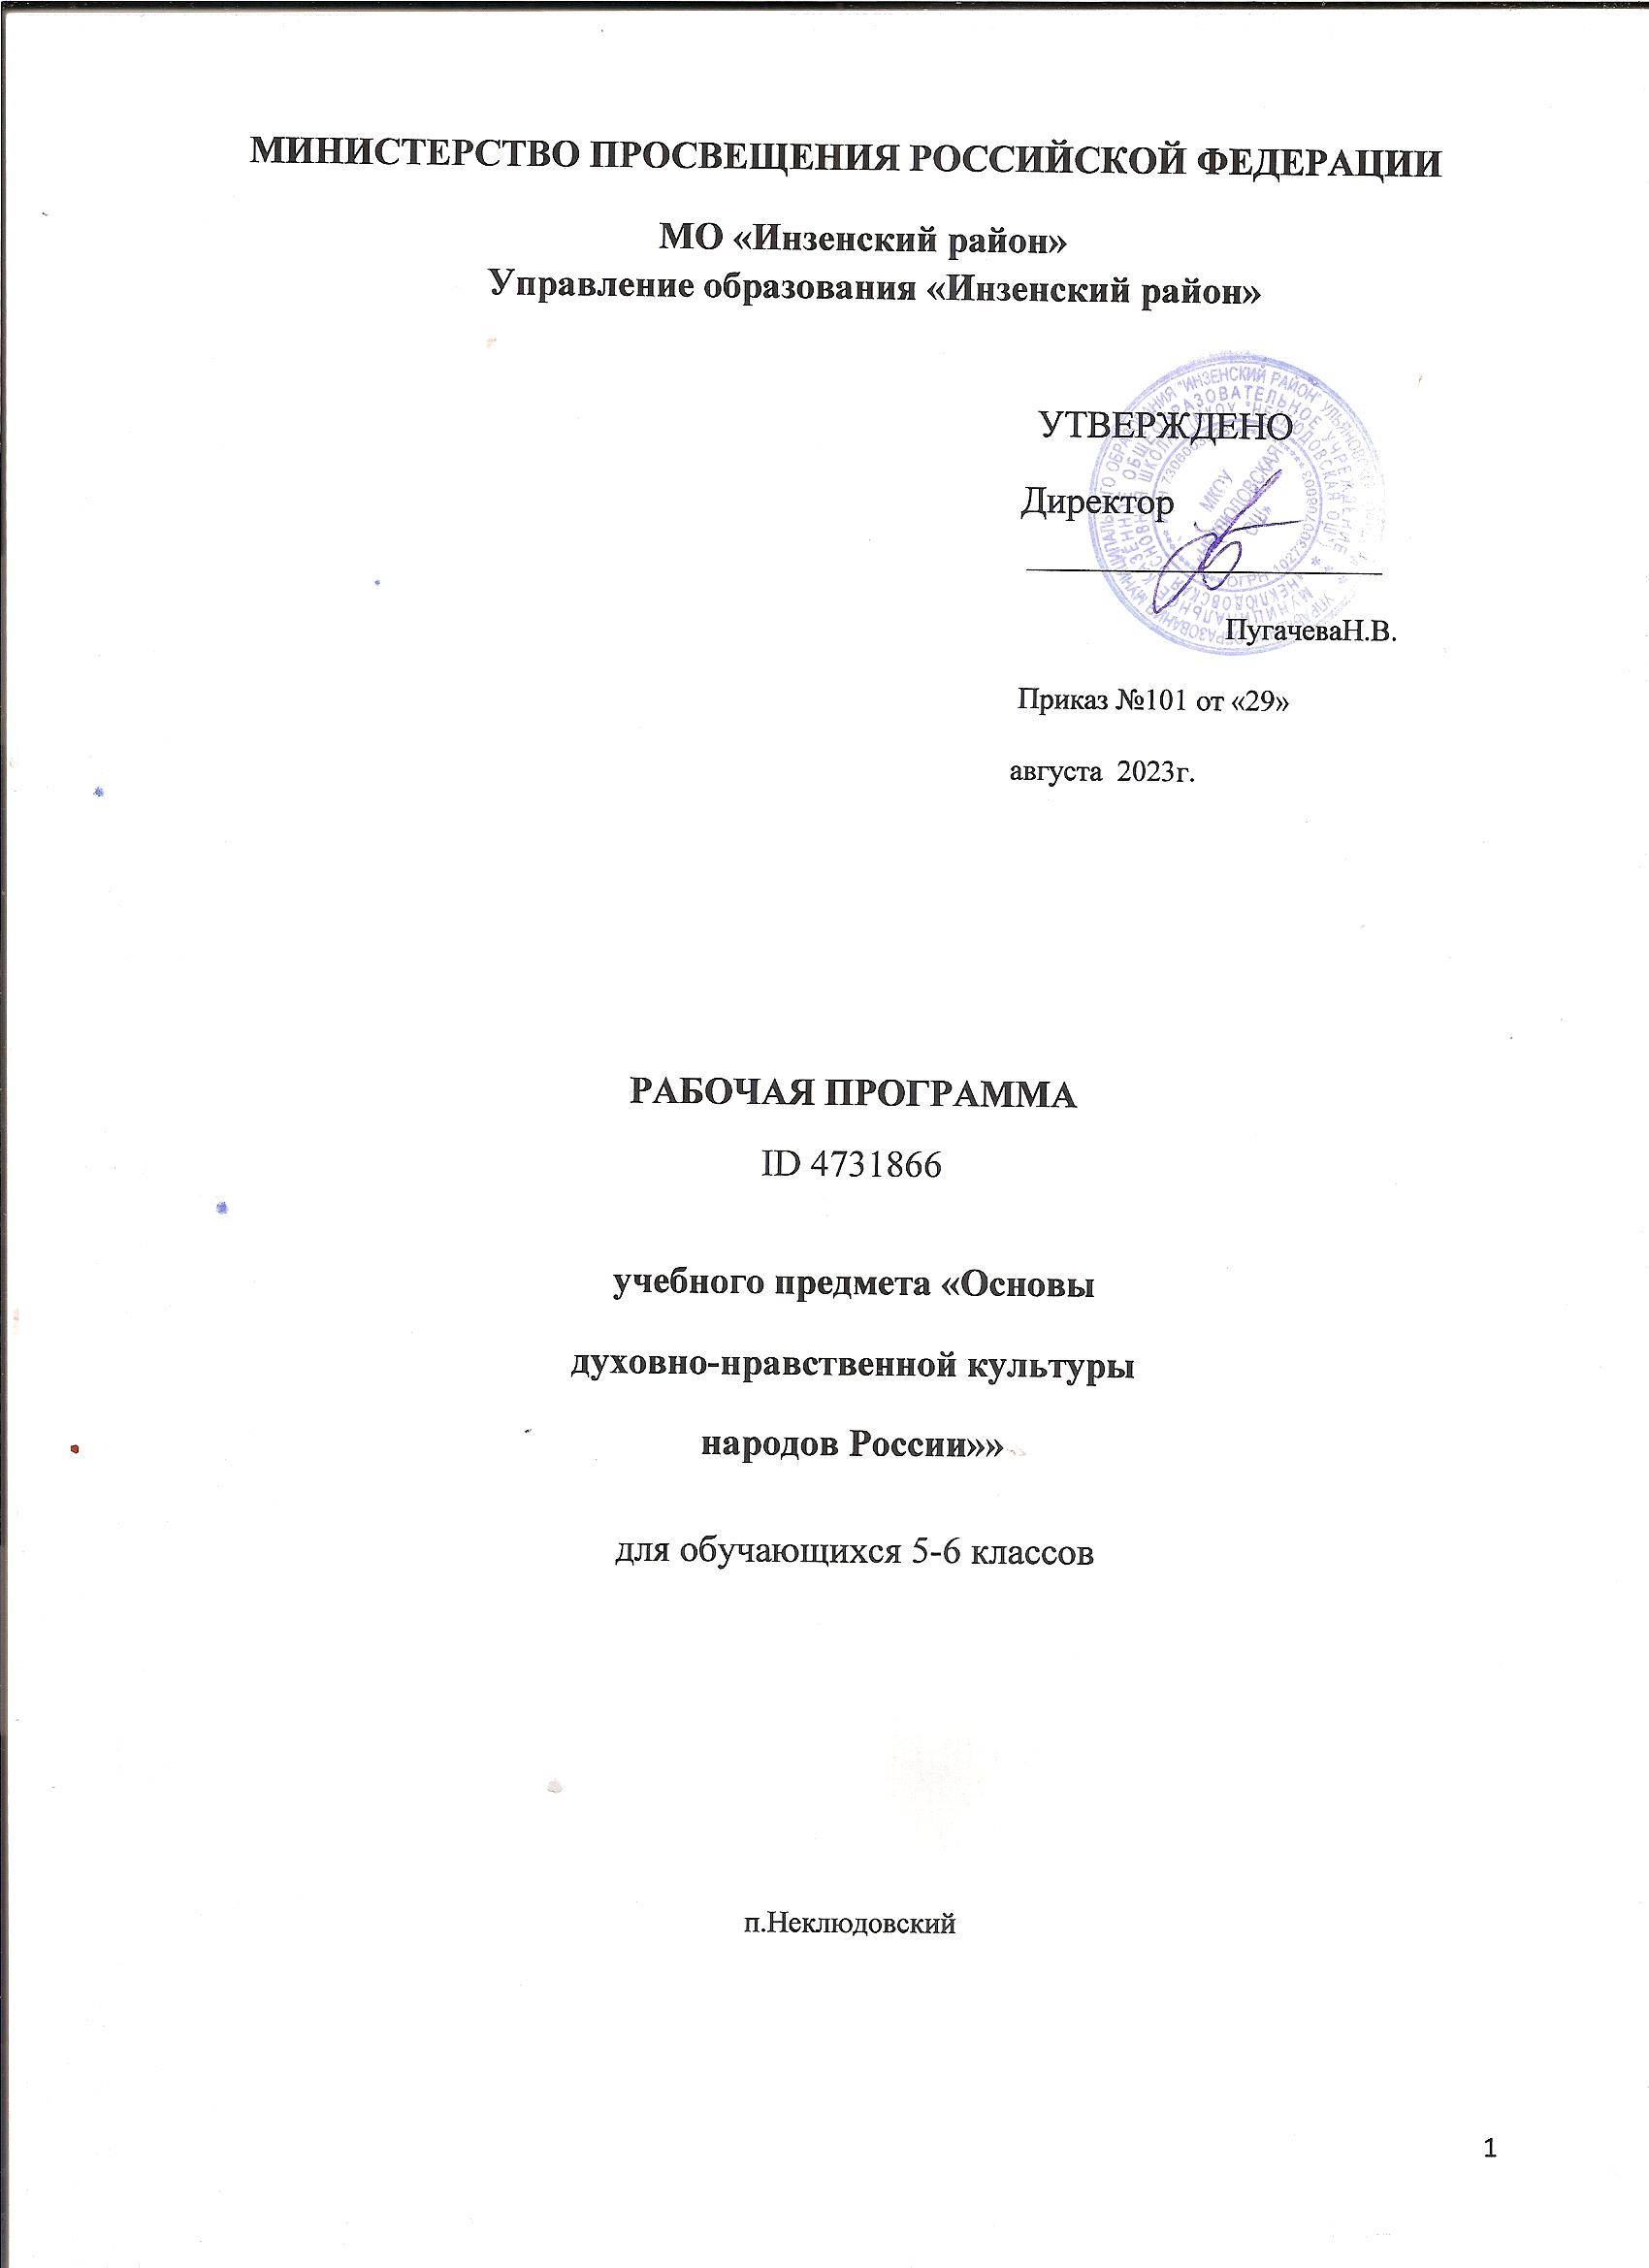 МИНИСТЕРСТВО ПРОСВЕЩЕНИЯ РОССИЙСКОЙ ФЕДЕРАЦИИ
МО «Инзенский район»
Управление образования «Инзенский район»
УТВЕРЖДЕНО
Директор
МКОУ
ПугачеваН.В.
Приказ №101 от «29»
августа 2023г.
РАБОЧАЯ ПРОГРАММА
ID 4731866
учебного предмета «Основы
духовно-нравственной культуры
народов России»»
для обучающихся 5-6 классов
п.Неклюдовский
1